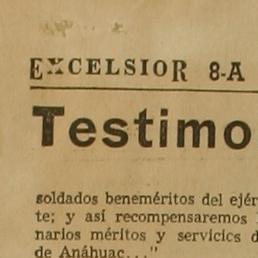 EXCELSIOR 8-A
Testimo
soldados beneméritos del ejér
te; y así recompensaremos
narios méritos y servicios d
de Anáhuac..."